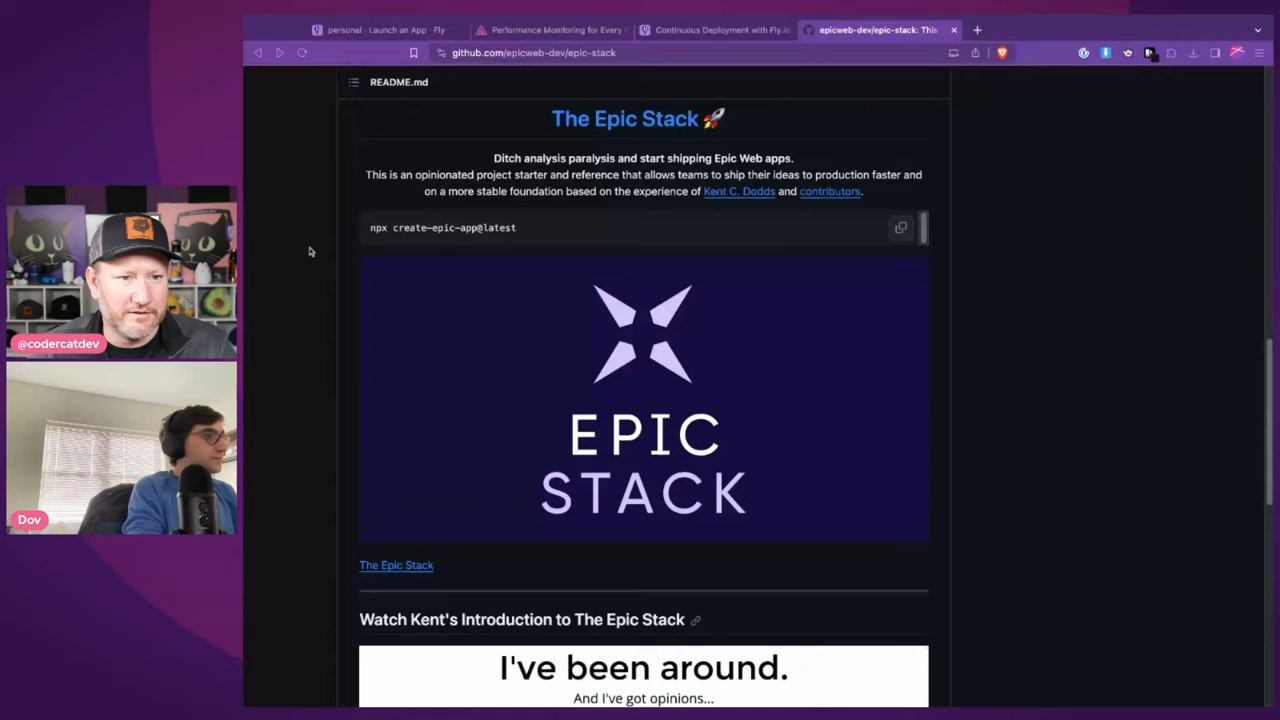 personal · Launch an App · Fly
Performance Monitoring for Every
Continuous Deployment with Fly.io
epicweb-dev/epic-stack: This
github.com/epicweb-dev/epic-stack
README.md
The Epic Stack 🚀
Ditch analysis paralysis and start shipping Epic Web apps.
This is an opinionated project starter and reference that allows teams to ship their ideas to production faster and
on a more stable foundation based on the experience of Kent C. Dodds and contributors.
npx create-epic-app@latest
EPIC
STACK
The Epic Stack
Watch Kent's Introduction to The Epic Stack
I've been around.
And I've got opinions...
@codercatdev
Dov